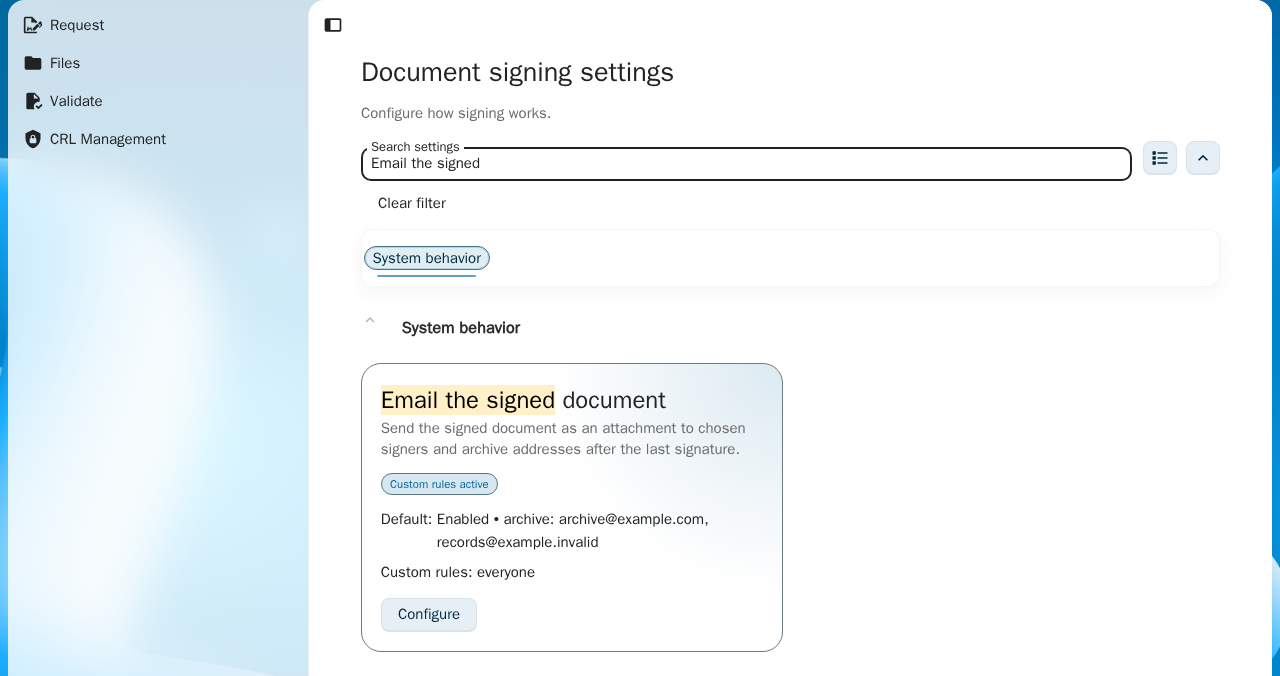 Request
Files
Validate
CRL Management
Document signing settings
Configure how signing works.
Search settings
Email the signed
Clear filter
System behavior
System behavior
Email the signed document
Send the signed document as an attachment to chosen
signers and archive addresses after the last signature.
Custom rules active
Default: Enabled • archive: archive@example.com,
records@example.invalid
Custom rules: everyone
Configure